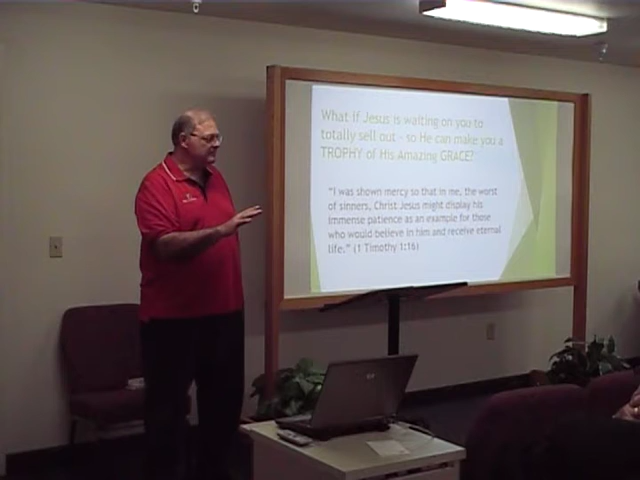 What if Jesus is waiting on you to
totally sell out - so He can make you a
TROPHY of His Amazing GRACE?
"I was shown mercy so that in me, the worst
of sinners, Christ Jesus might display his
immense patience as an example for those
who would believe in him and receive eternal
life." (1 Timothy 1:16)